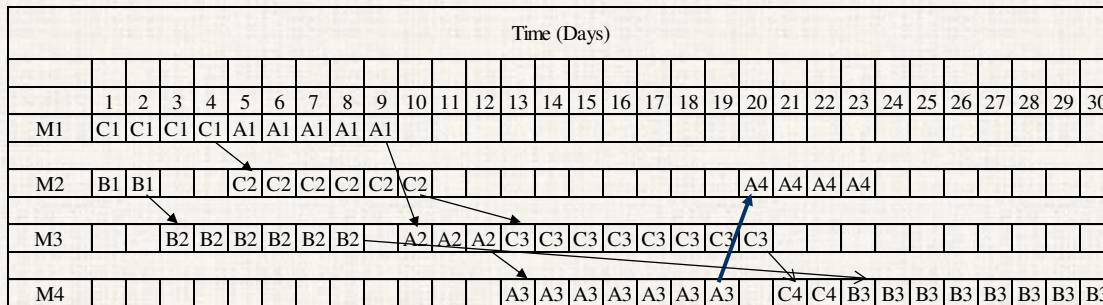 Time (Days)
1 2 3 4 5 6 7 8 9 10 11 12 13 14 15 16 17 18 19 20 21 22 23 24 25 26 27 28 29 30
M1 C1 C1 C1 C1 A1 A1 A1 A1 A1
M2 B1 B1 C2 C2 C2 C2 C2 C2 A4 A4 A4 A4
M3 B2 B2 B2 B2 B2 B2 A2 A2 A2 C3 C3 C3 C3 C3 C3 C3 C3
M4 A3 A3 A3 A3 A3 A3 A3 C4 C4 B3 B3 B3 B3 B3 B3 B3 B3